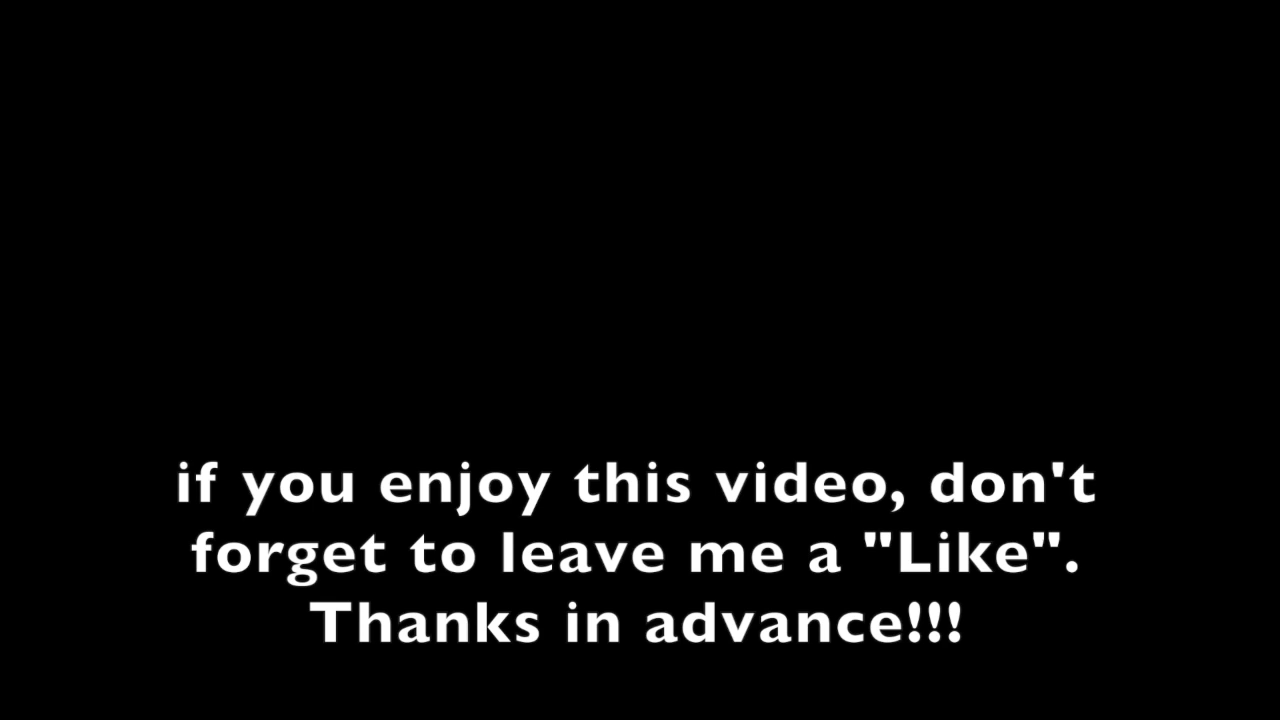 if you enjoy this video, don't
forget to leave me a "Like".
Thanks in advance!!!